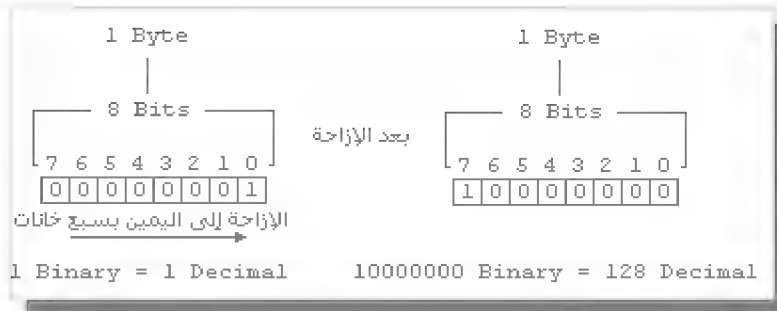 1 Byte 1 Byte
8 Bits 8 Bits
بعد الإزاحة
7 6 5 4 3 2 1 0 7 6 5 4 3 2 1 0
0 0 0 0 0 0 0 1 1 0 0 0 0 0 0 0
الإزاحة إلى اليمين بسبع خانات
1 Binary = 1 Decimal 10000000 Binary = 128 Decimal